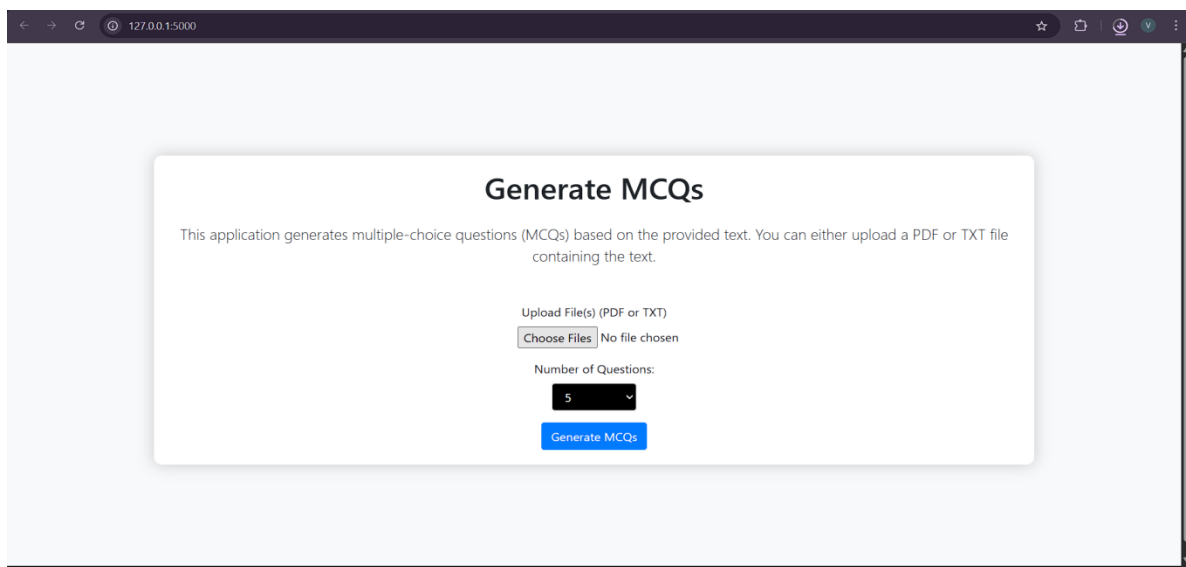 127.0.0.1:5000
V
Generate MCQs
This application generates multiple-choice questions (MCQs) based on the provided text. You can either upload a PDF or TXT file
containing the text.
Upload File(s) (PDF or TXT)
Choose Files No file chosen
Number of Questions:
5
Generate MCQs